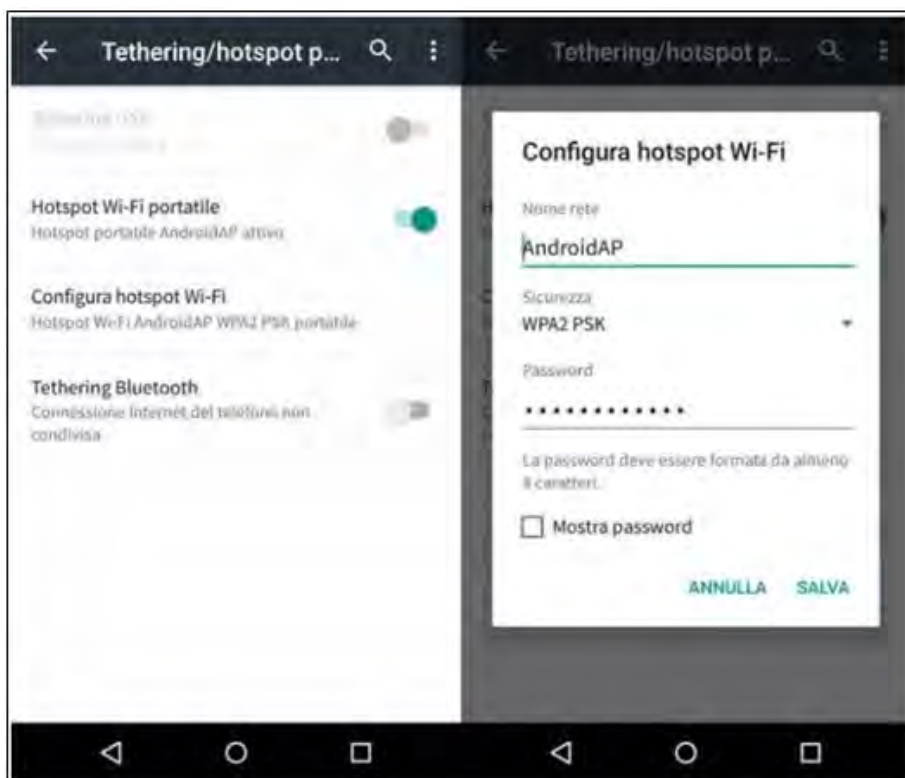 Tethering/hotspot p...
Hotspot Wi-Fi portatile
Hotspot portabile AndroidAP attivo
Configura hotspot Wi-Fi
Hotspot Wi-Fi AndroidAP WPA2 PSK portatile
Tethering Bluetooth
Connessione Internet del telefono non
condivisa
Tethering/hotspot p...
Configura hotspot Wi-Fi
Nome rete
AndroidAP
Sicurezza
WPA2 PSK
Password
La password deve essere formata da almeno
caratteri.
Mostra password
ANNULLA SALVA